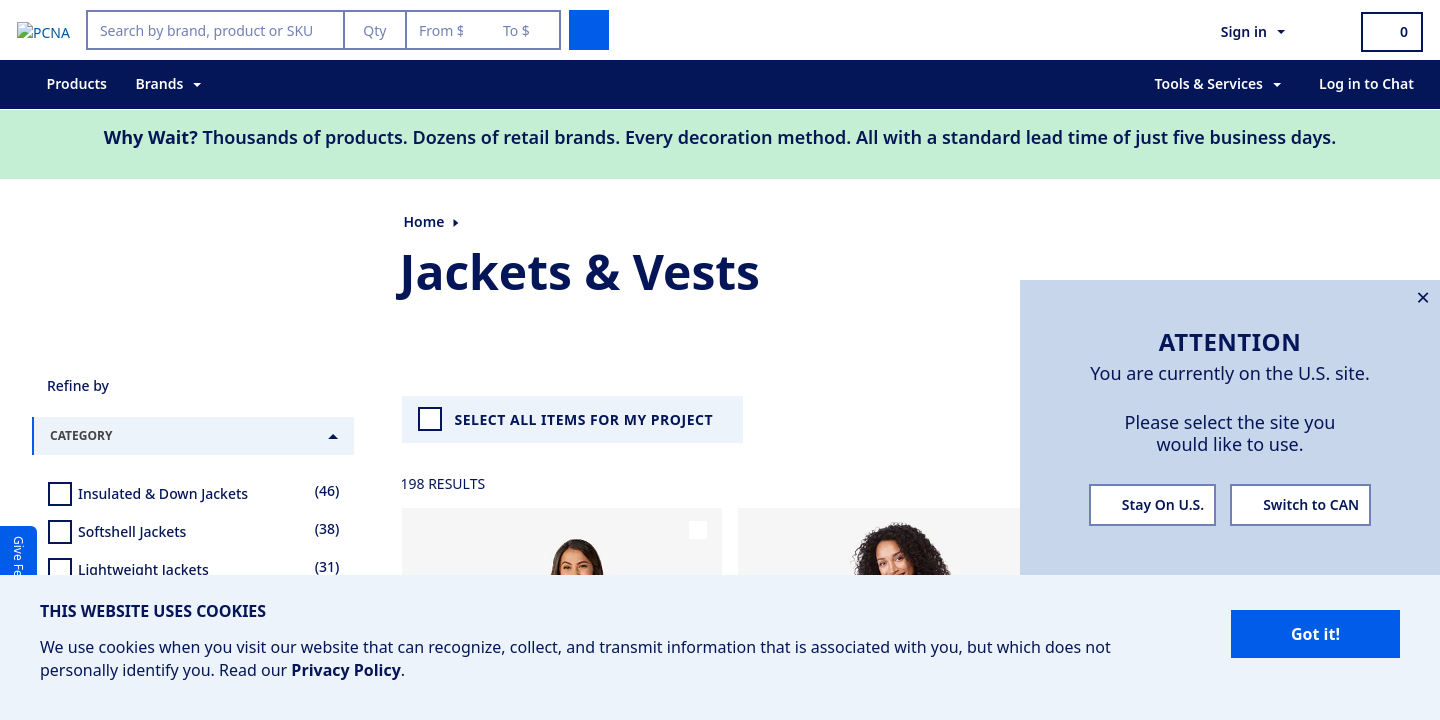 PCNA
Search by brand, product or SKU
Qty
From $
To $
Sign in
0
Products
Brands
Tools & Services
Log in to Chat
Why Wait? Thousands of products. Dozens of retail brands. Every decoration method. All with a standard lead time of just five business days.
Home
Jackets & Vests
✕
ATTENTION
You are currently on the U.S. site.
Please select the site you
would like to use.
Stay On U.S.
Switch to CAN
Refine by
CATEGORY
SELECT ALL ITEMS FOR MY PROJECT
198 RESULTS
Insulated & Down Jackets (46)
Softshell Jackets (38)
Lightweight Jackets (31)
Give Fe
THIS WEBSITE USES COOKIES
We use cookies when you visit our website that can recognize, collect, and transmit information that is associated with you, but which does not
personally identify you. Read our Privacy Policy.
Got it!